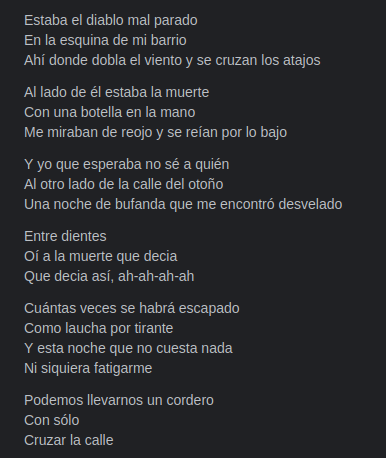 Estaba el diablo mal parado
En la esquina de mi barrio
Ahí donde dobla el viento y se cruzan los atajos
Al lado de él estaba la muerte
Con una botella en la mano
Me miraban de reojo y se reían por lo bajo
Y yo que esperaba no sé a quién
Al otro lado de la calle del otoño
Una noche de bufanda que me encontró desvelado
Entre dientes
Oí a la muerte que decia
Que decia así, ah-ah-ah-ah
Cuántas veces se habrá escapado
Como laucha por tirante
Y esta noche que no cuesta nada
Ni siquiera fatigarme
Podemos llevarnos un cordero
Con sólo
Cruzar la calle